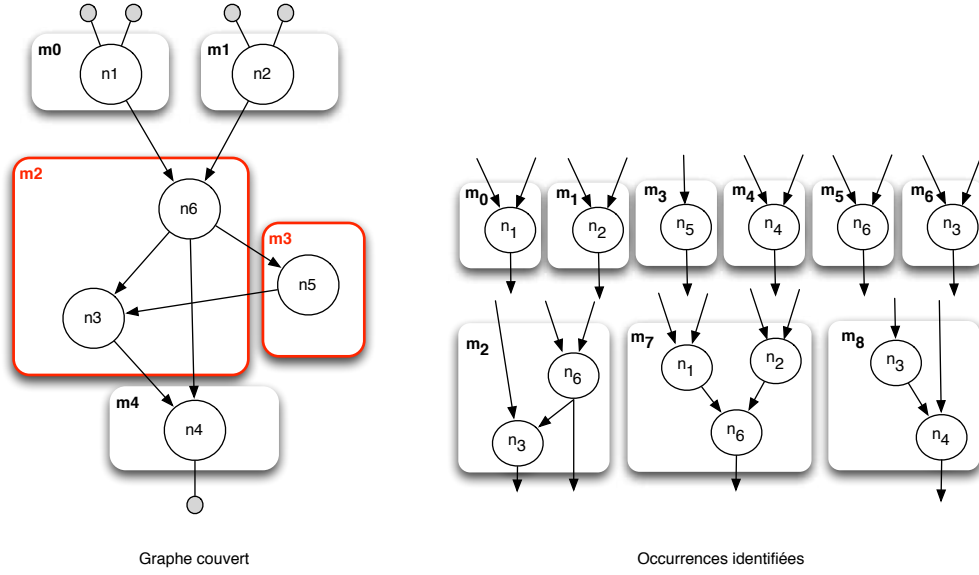 m0
m1
n1
n2
m2
n6
m3
n5
n3
m4
n4
m0 m1 m3 m4 m5 m6
n1 n2 n5 n4 n6 n3
m2 m7 m8
n6 n1 n2 n3
n3 n6 n4
Graphe couvert
Occurrences identifiées